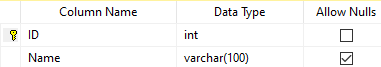 Column Name Data Type Allow Nulls
ID int
Name varchar(100)